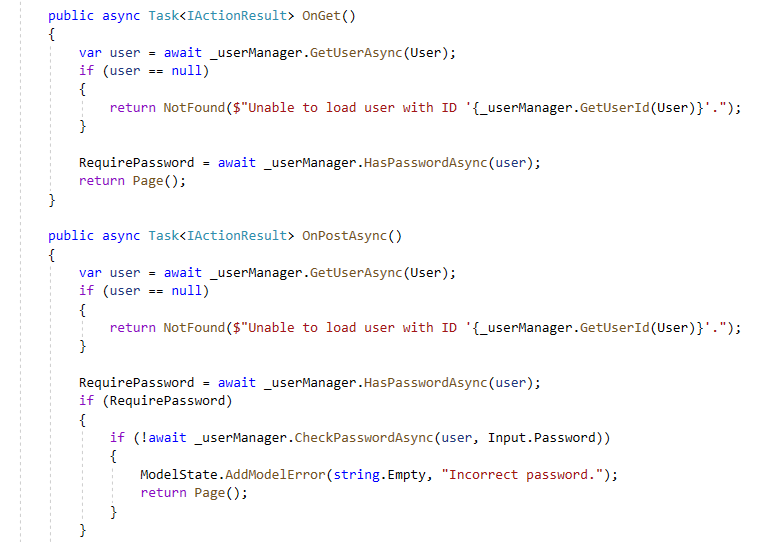 public async Task<IActionResult> OnGet()
{
var user = await _userManager.GetUserAsync(User);
if (user == null)
{
return NotFound($"Unable to load user with ID '{_userManager.GetUserId(User)}'.");
}
RequirePassword = await _userManager.HasPasswordAsync(user);
return Page();
}
public async Task<IActionResult> OnPostAsync()
{
var user = await _userManager.GetUserAsync(User);
if (user == null)
{
return NotFound($"Unable to load user with ID '{_userManager.GetUserId(User)}'.");
}
RequirePassword = await _userManager.HasPasswordAsync(user);
if (RequirePassword)
{
if (!await _userManager.CheckPasswordAsync(user, Input.Password))
{
ModelState.AddModelError(string.Empty, "Incorrect password.");
return Page();
}
}